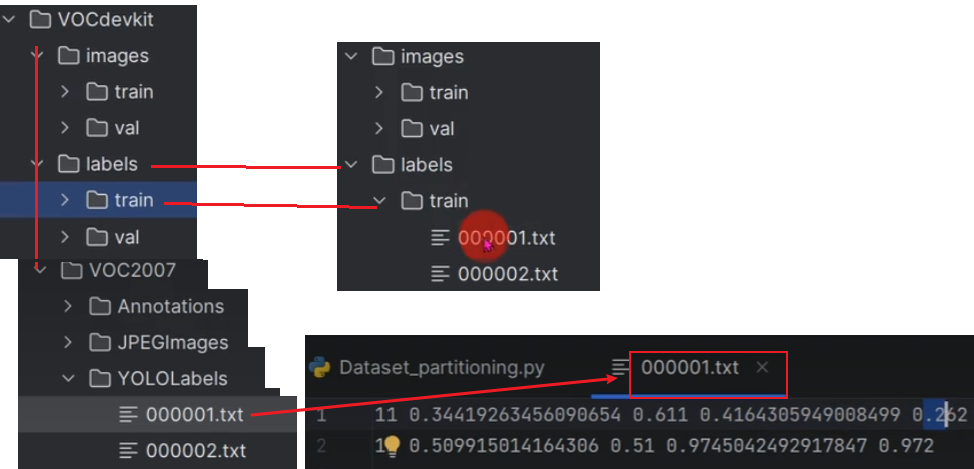 VOCdevkit
images
train
val
labels
train
val
VOC2007
Annotations
JPEGImages
YOLOLabels
000001.txt
000002.txt
images
train
val
labels
train
000001.txt
000002.txt
Dataset_partitioning.py
000001.txt
1 11 0.34419263456090654 0.611 0.4164305949008499 0.262
2 1 0.509915014164306 0.51 0.9745042492917847 0.972